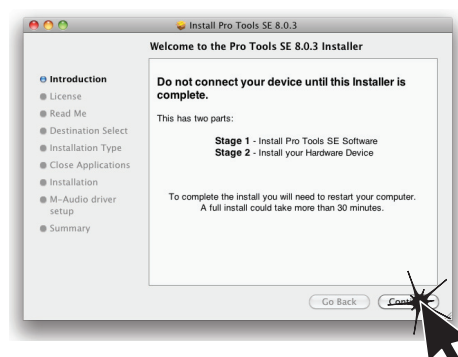 Install Pro Tools SE 8.0.3
Welcome to the Pro Tools SE 8.0.3 Installer
Introduction
License
Read Me
Destination Select
Installation Type
Close Applications
Installation
M-Audio driver
setup
Summary
Do not connect your device until this Installer is
complete.
This has two parts:
Stage 1 - Install Pro Tools SE Software
Stage 2 - Install your Hardware Device
To complete the install you will need to restart your computer.
A full install could take more than 30 minutes.
Go Back